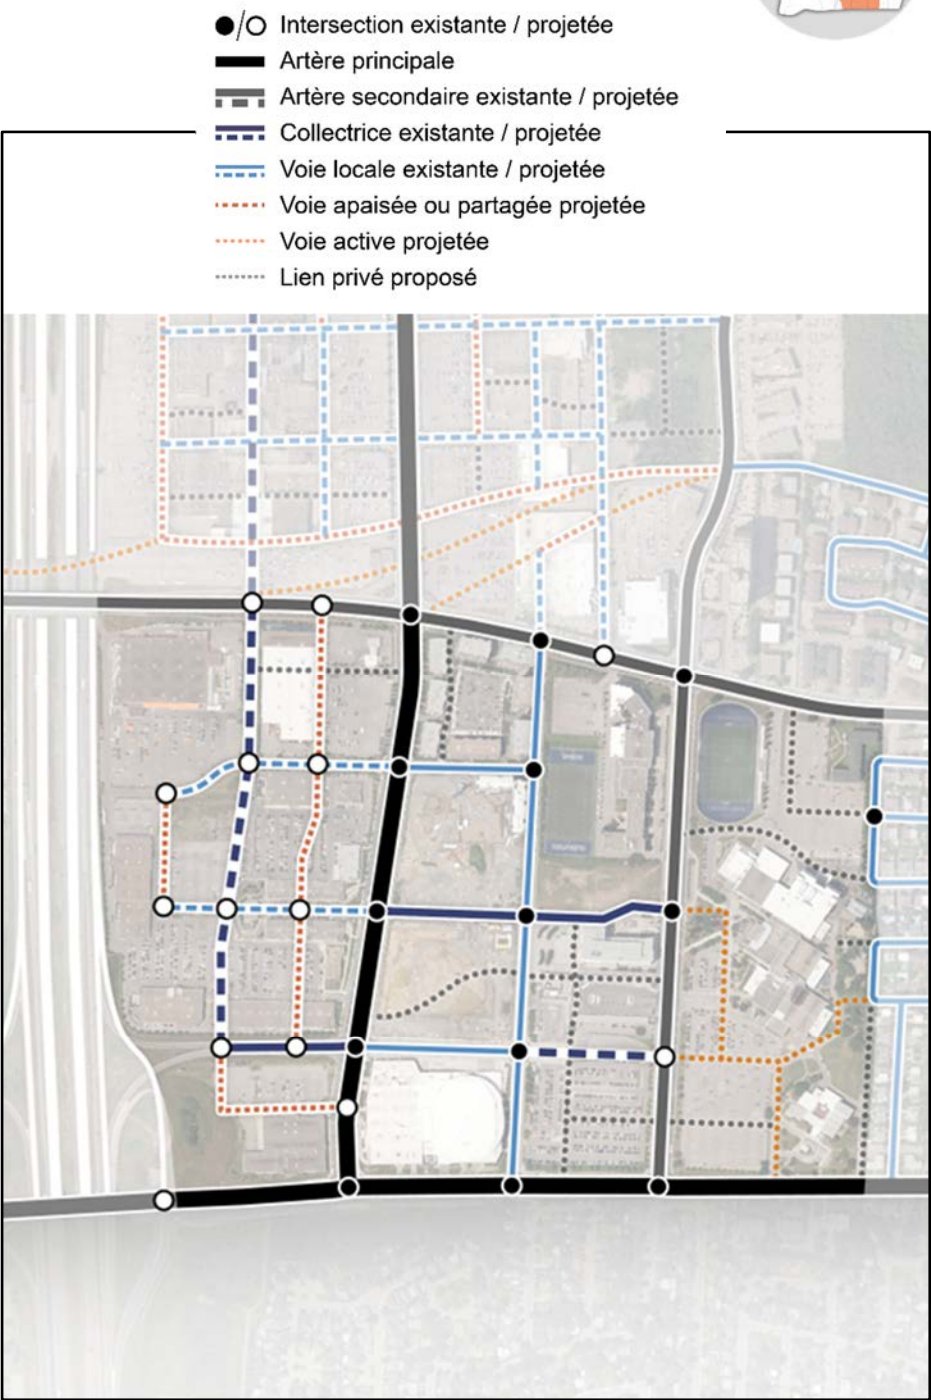 Intersection existante / projetée
Artère principale
Artère secondaire existante / projetée
Collectrice existante / projetée
Voie locale existante / projetée
Voie apaisée ou partagée projetée
Voie active projetée
Lien privé proposé